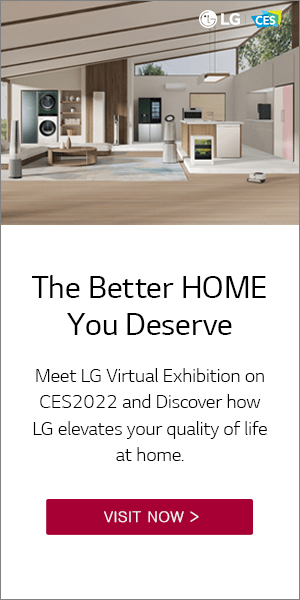 LG CES
The Better HOME
You Deserve
Meet LG Virtual Exhibition on
CES2022 and Discover how
LG elevates your quality of life
at home.
VISIT NOW >